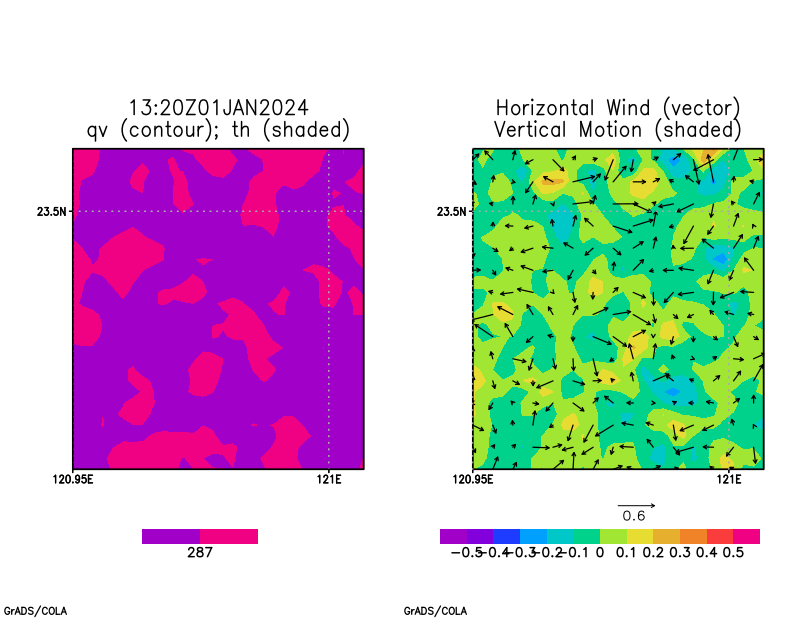 13:20Z01JAN2024
qv (contour); th (shaded)
23.5N
120.95E
121E
287
Horizontal Wind (vector)
Vertical Motion (shaded)
23.5N
120.95E
121E
0.6
-0.5 -0.4 -0.3 -0.2 -0.1 0 0.1 0.2 0.3 0.4 0.5
GrADS/COLA
GrADS/COLA